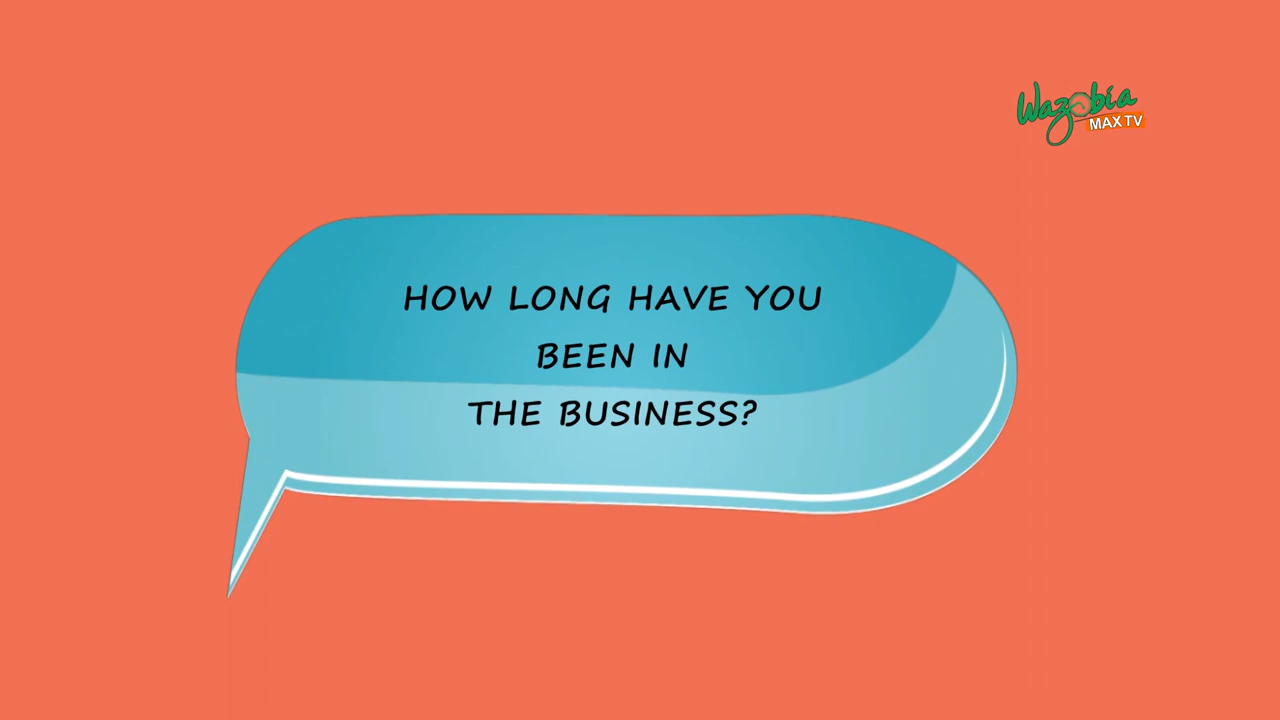 Wazobia
MAX TV
HOW LONG HAVE YOU
BEEN IN
THE BUSINESS?